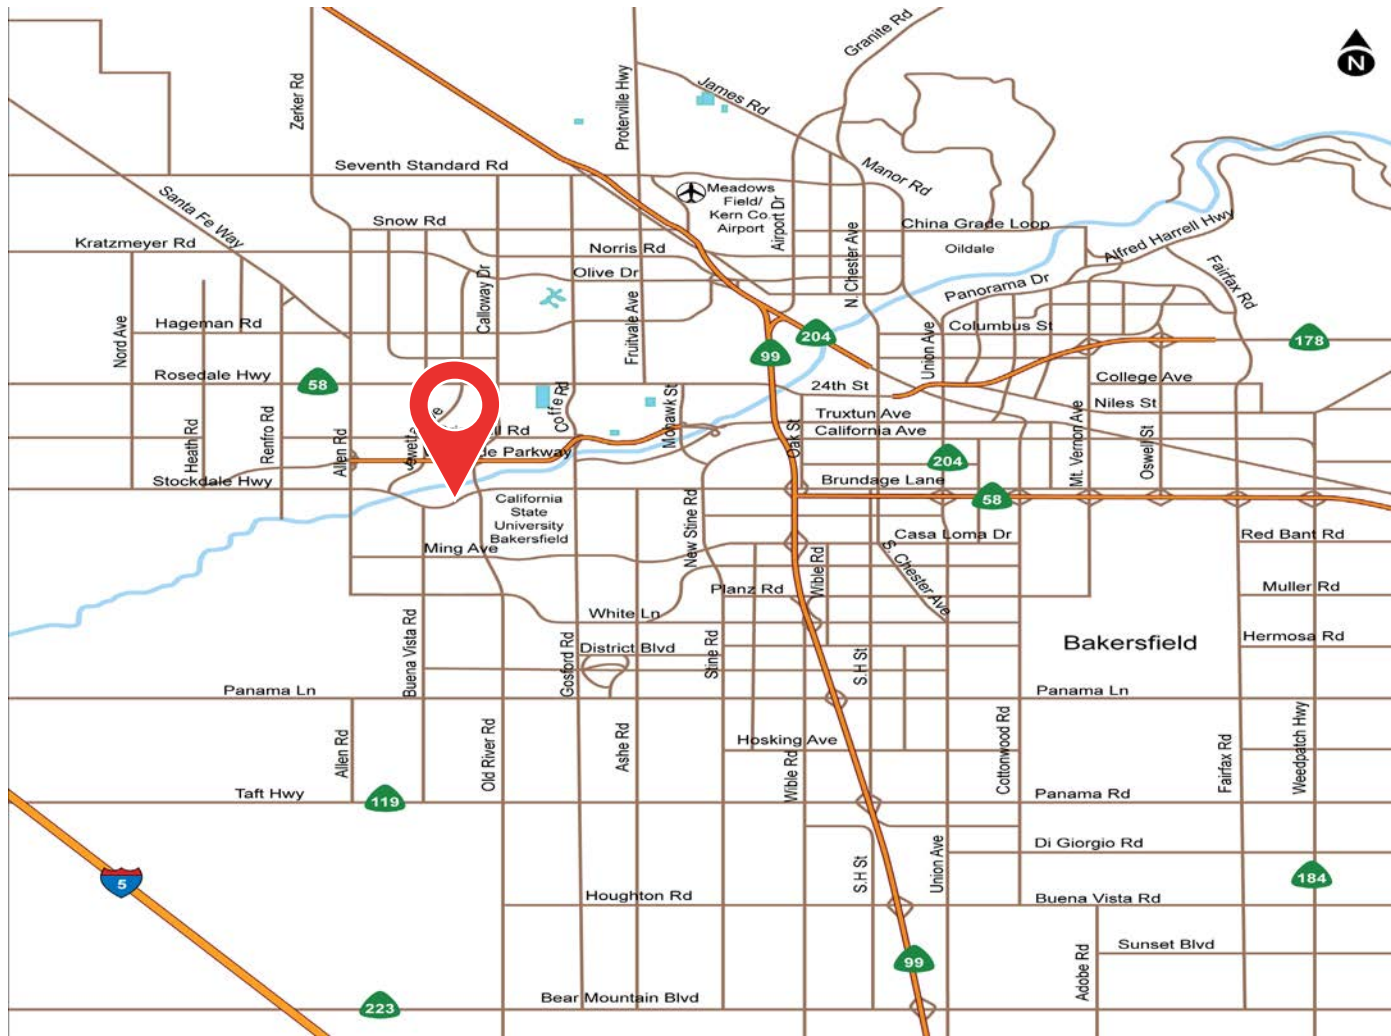 Granite Rd
N
Zerker Rd
Proterville Hwy
James Rd
Seventh Standard Rd
Manor Rd
Santa Fe Way
Meadows
Field/
Kern Co.
Airport
Airport Dr
Snow Rd
China Grade Loop
Kratzmeyer Rd
Norris Rd
N. Chester Ave
Oildale
Alfred Harrell Hwy
Olive Dr
Calloway Dr
Panorama Dr
Fairfax Rd
Nord Ave
Hageman Rd
Fruitvale Ave
204
Union Ave
Columbus St
178
99
Rosedale Hwy
58
24th St
College Ave
Coffe Rd
Mohawk St
Niles St
Truxtun Ave
California Ave
Heath Rd
Renfro Rd
Allen Rd
Rd
Parkway
Oak St
Mt. Vernon Ave
Oswell St
204
Stockdale Hwy
Brundage Lane
58
California
State
University
Bakersfield
New Stine Rd
Casa Loma Dr
Red Bant Rd
Ming Ave
Wible Rd
S. Chester Ave
Planz Rd
Muller Rd
White Ln
Buena Vista Rd
Gosford Rd
District Blvd
Stine Rd
S.H St
Bakersfield
Hermosa Rd
Panama Ln
Panama Ln
Allen Rd
Old River Rd
Ashe Rd
Hosking Ave
Wible Rd
Cottonwood Rd
Fairfax Rd
Weedpatch Hwy
Taft Hwy
119
Panama Rd
Di Giorgio Rd
5
S.H St
Union Ave
184
Houghton Rd
Buena Vista Rd
Sunset Blvd
99
Adobe Rd
Bear Mountain Blvd
223